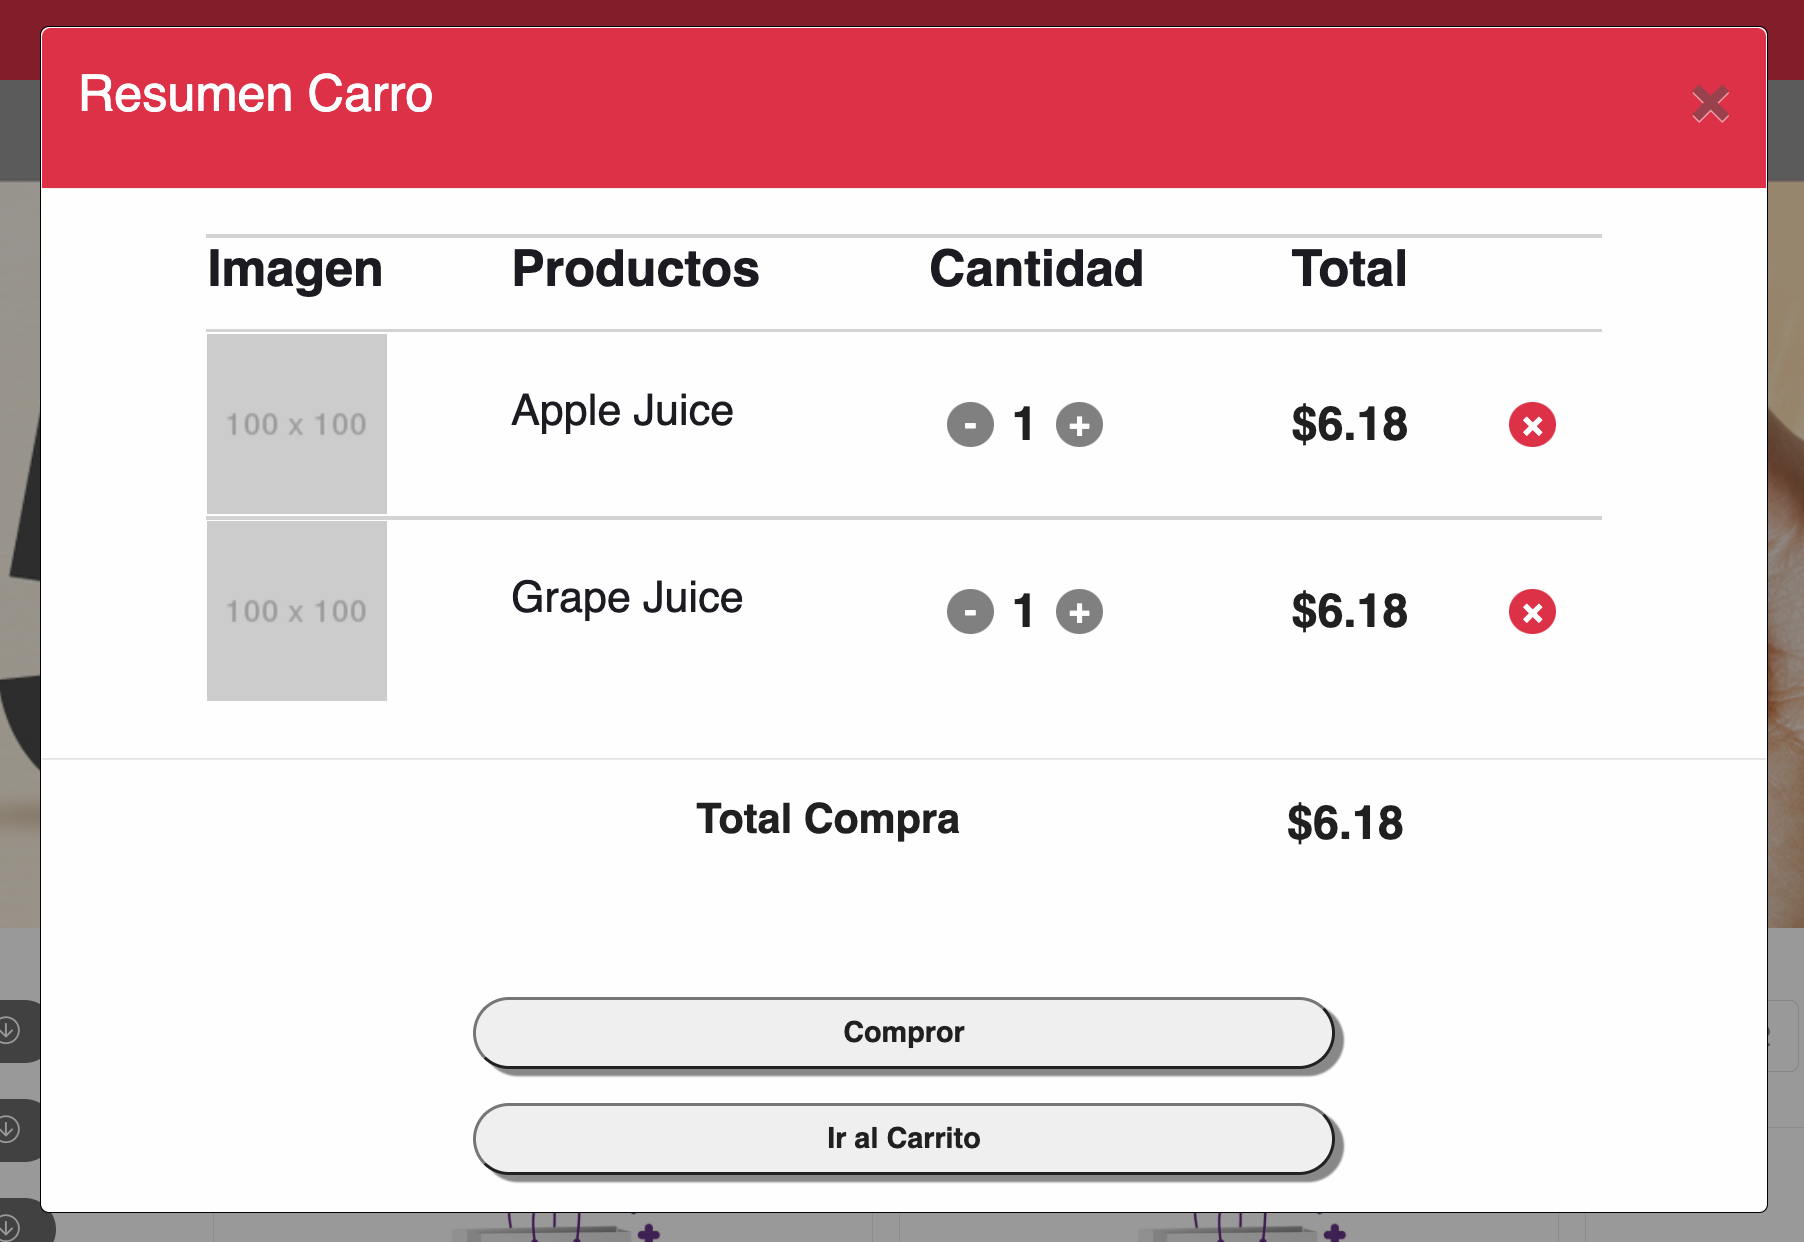 Resumen Carro
Imagen Productos Cantidad Total
100 x 100 Apple Juice - 1 + $6.18
100 x 100 Grape Juice - 1 + $6.18
Total Compra $6.18
Compror
Ir al Carrito